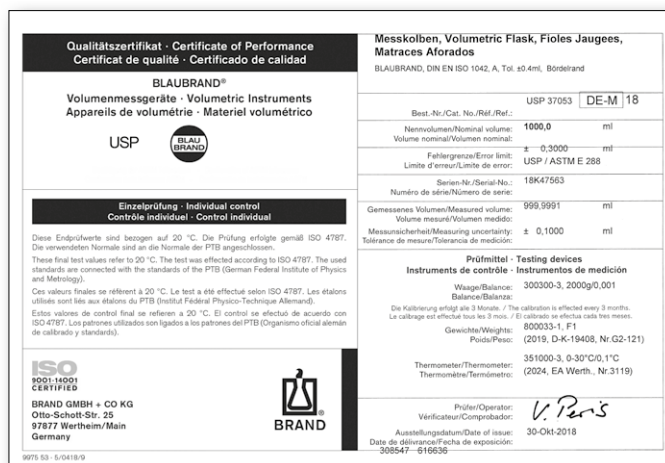 Qualitätszertifikat · Certificate of Performance
Certificat de qualité · Certificado de calidad
BLAUBRAND®
Volumenmessgeräte · Volumetric Instruments
Appareils de volumétrie · Materiel volumétrico
USP
BLAU
BRAND
Einzelprüfung · Individual control
Contrôle individuel · Control individual
Diese Endprüfwerte sind bezogen auf 20 °C. Die Prüfung erfolgte gemäß ISO 4787.
Die verwendeten Normale sind an die Normale der PTB angeschlossen.
These final test values refer to 20 °C. The test was effected according to ISO 4787. The used
standards are connected with the standards of the PTB (German Federal Institute of Physics
and Metrology).
Ces valeurs finales se réfèrent à 20 °C. Le test a été effectué selon ISO 4787. Les étalons
utilisés sont liés aux étalons du PTB (Institut Fédéral Physico-Technique Allemand).
Estos valores de control final se refieren a 20 °C. El control se efectuó de acuerdo con
ISO 4787. Los patrones utilizados son ligados a los patrones del PTB (Organismo oficial alemán
de calibrado y standards).
ISO
9001·14001
CERTIFIED
BRAND GMBH + CO KG
Otto-Schott-Str. 25
97877 Wertheim/Main
Germany
BRAND
9975 53 - 5/0418/9
Messkolben, Volumetric Flask, Fioles Jaugees,
Matraces Aforados
BLAUBRAND, DIN EN ISO 1042, A, Tol. ±0.4ml, Bördelrand
Best.-Nr./Cat. No./Réf./Ref.: USP 37053 DE-M 18
Nennvolumen/Nominal volume: 1000,0 ml
Volume nominal/Volumen nominal:
Fehlergrenze/Error limit: ± 0,3000 ml
Limite d'erreur/Limite de error: USP / ASTM E 288
Serien-Nr./Serial-No.: 18K47563
Numéro de série/Número de serie:
Gemessenes Volumen/Measured volume: 999,9991 ml
Volume mesuré/Volumen medido:
Messunsicherheit/Measuring uncertainty: ± 0,1000 ml
Tolérance de mesure/Tolerancia de medición:
Prüfmittel · Testing devices
Instruments de contrôle · Instrumentos de medición
Waage/Balance: 300300-3, 2000g/0,001
Balance/Balanza:
Die Kalibrierung erfolgt alle 3 Monate. / The calibration is effected every 3 months.
Le calibrage est effectué tous les 3 mois. / El calibrado se efectua cada tres meses.
Gewichte/Weights: 800033-1, F1
Poids/Peso: (2019, D-K-19408, Nr.G2-121)
Thermometer/Thermometer: 351000-3, 0-30°C/0,1°C
Thermomètre/Termómetro: (2024, EA Werth., Nr.3119)
Prüfer/Operator: V. Peris
Vérificateur/Comprobador:
Ausstellungsdatum/Date of issue: 30-Okt-2018
Date de délivrance/Fecha de exposición:
308547 616636